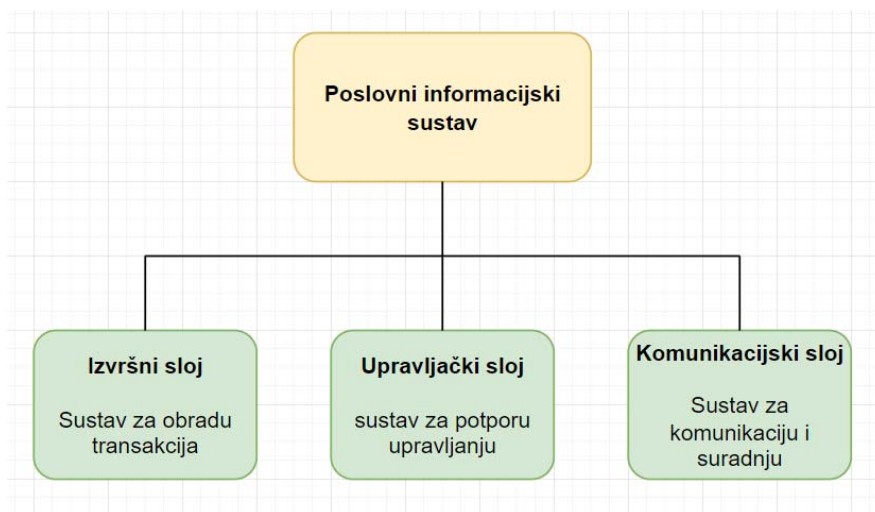 Poslovni informacijski
sustav
Izvršni sloj
Sustav za obradu
transakcija
Upravljački sloj
sustav za potporu
upravljanju
Komunikacijski sloj
Sustav za
komunikaciju i
suradnju